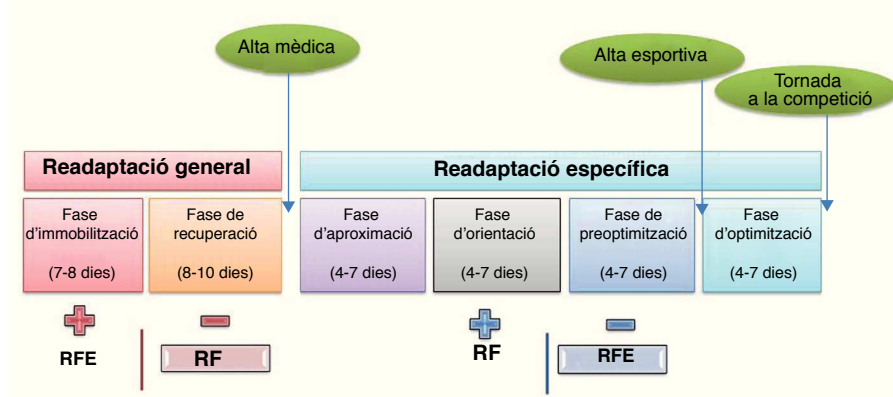 Alta mèdica
Alta esportiva
Tornada
a la competició
Readaptació general
Readaptació específica
Fase
d'immobilització
(7-8 dies)
Fase de
recuperació
(8-10 dies)
Fase
d'aproximació
(4-7 dies)
Fase
d'orientació
(4-7 dies)
Fase de
preoptimització
(4-7 dies)
Fase
d'optimització
(4-7 dies)
RFE
RF
RF
RFE